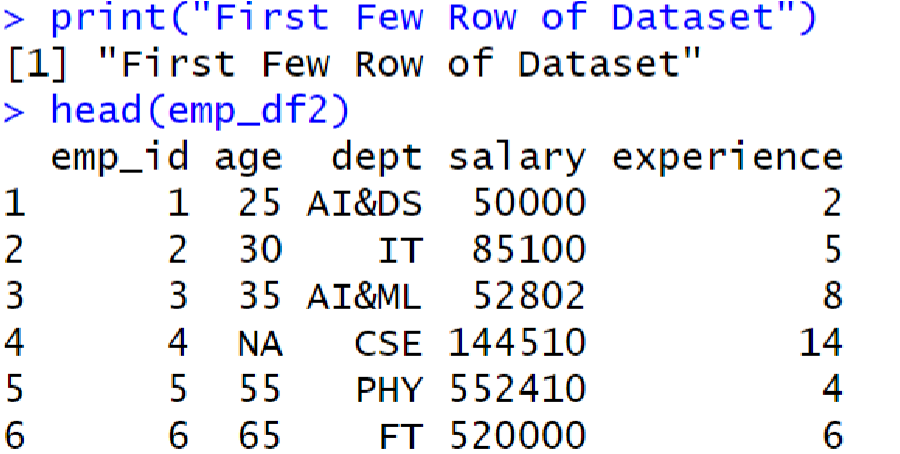 > print("First Few Row of Dataset")
[1] "First Few Row of Dataset"
> head(emp_df2)
  emp_id age  dept salary experience
1      1  25 AI&DS  50000          2
2      2  30    IT  85100          5
3      3  35 AI&ML  52802          8
4      4  NA   CSE 144510         14
5      5  55   PHY 552410          4
6      6  65    FT 520000          6